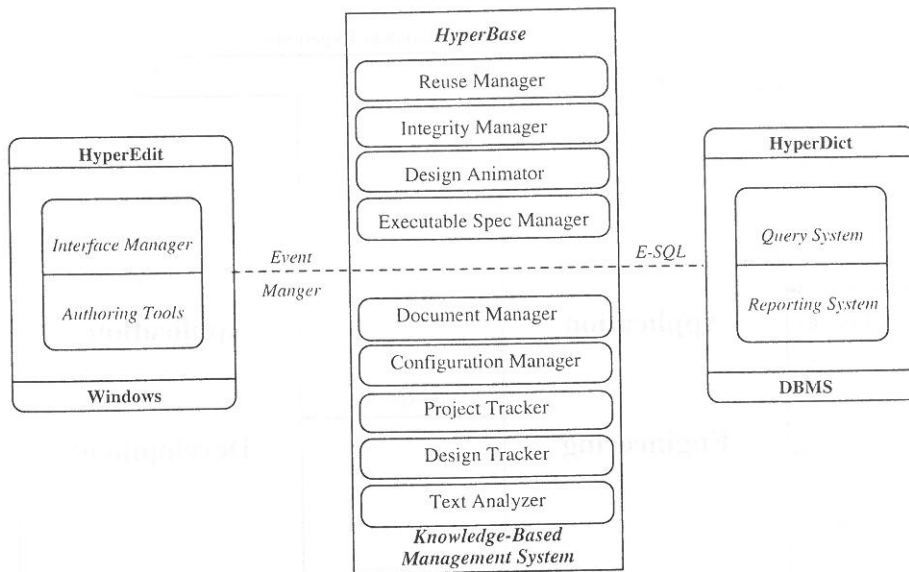 HyperBase
Reuse Manager
Integrity Manager
Design Animator
Executable Spec Manager
HyperEdit
Interface Manager
Authoring Tools
Windows
Event
Manger
E-SQL
HyperDict
Query System
Reporting System
DBMS
Document Manager
Configuration Manager
Project Tracker
Design Tracker
Text Analyzer
Knowledge-Based
Management System